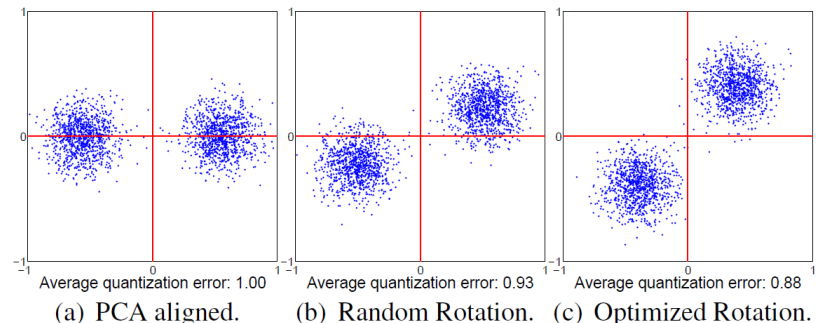 1
1
1
0
0
0
-1
-1
-1
-1 0 1
-1 0 1
-1 0 1
Average quantization error: 1.00
Average quantization error: 0.93
Average quantization error: 0.88
(a) PCA aligned.
(b) Random Rotation.
(c) Optimized Rotation.